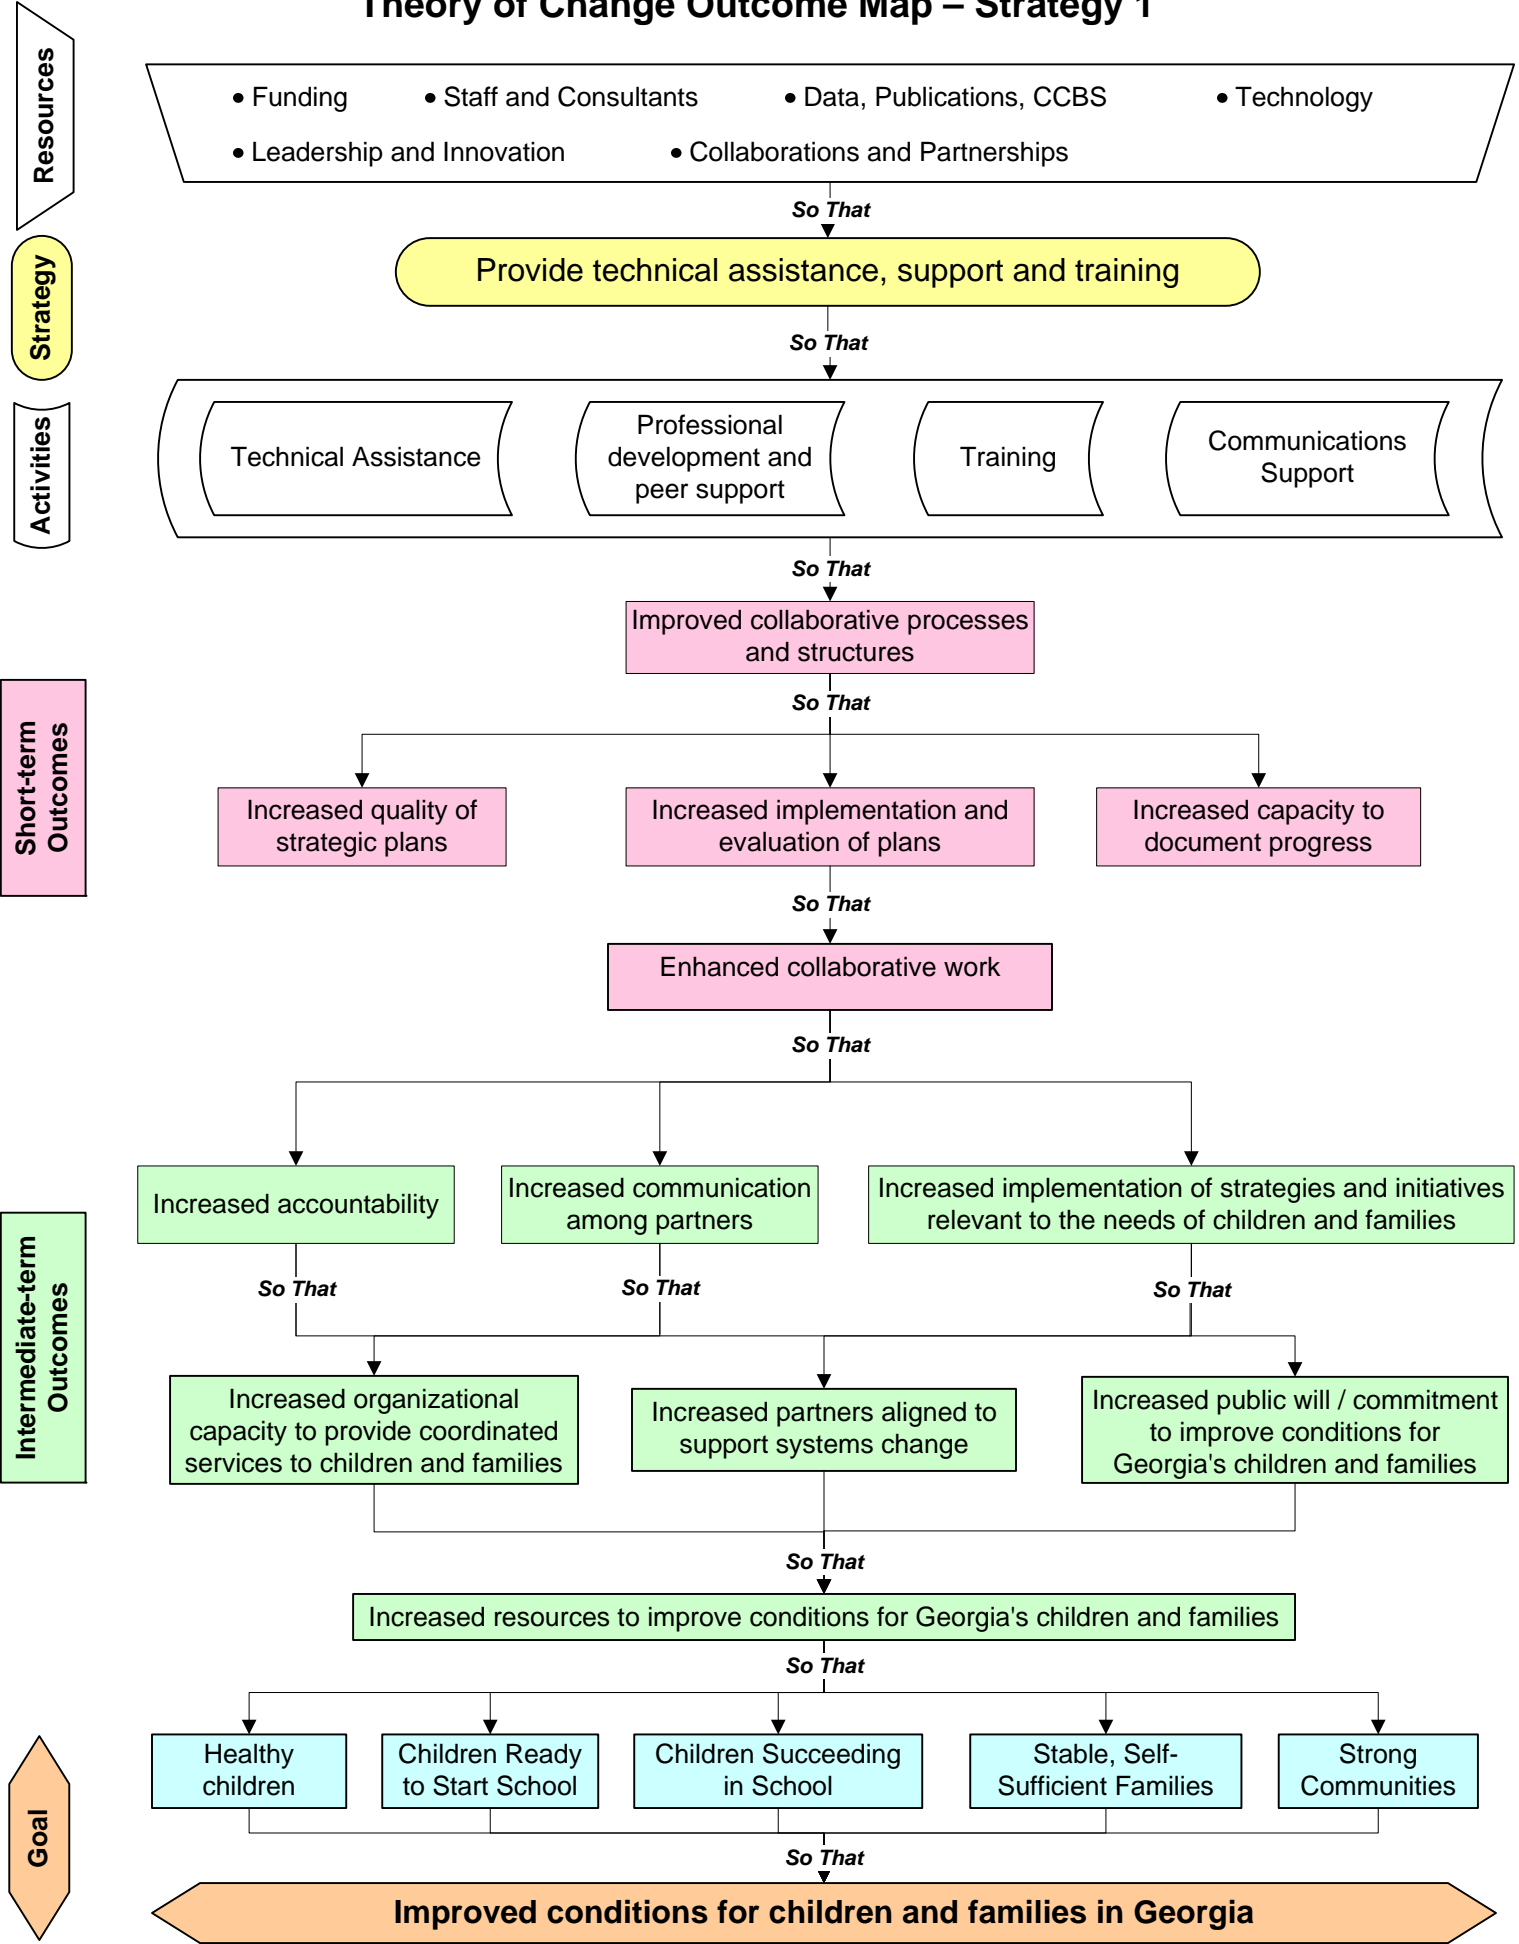 Theory of Change Outcome Map – Strategy 1
Resources
• Funding
• Staff and Consultants
• Data, Publications, CCBS
• Technology
• Leadership and Innovation
• Collaborations and Partnerships
So That
Strategy
Provide technical assistance, support and training
So That
Activities
Technical Assistance
Professional
development and
peer support
Training
Communications
Support
So That
Improved collaborative processes
and structures
So That
Short-term
Outcomes
Increased quality of
strategic plans
Increased implementation and
evaluation of plans
Increased capacity to
document progress
So That
Enhanced collaborative work
So That
Intermediate-term
Outcomes
Increased accountability
Increased communication
among partners
Increased implementation of strategies and initiatives
relevant to the needs of children and families
So That
So That
So That
Increased organizational
capacity to provide coordinated
services to children and families
Increased partners aligned to
support systems change
Increased public will / commitment
to improve conditions for
Georgia's children and families
So That
Increased resources to improve conditions for Georgia's children and families
So That
Healthy
children
Children Ready
to Start School
Children Succeeding
in School
Stable, Self-
Sufficient Families
Strong
Communities
So That
Goal
Improved conditions for children and families in Georgia